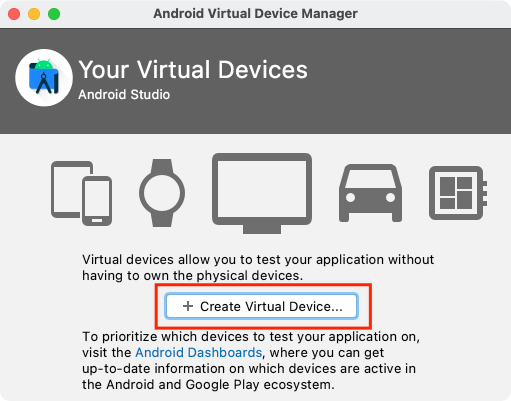 Android Virtual Device Manager
Your Virtual Devices
Android Studio
Virtual devices allow you to test your application without
having to own the physical devices.
+ Create Virtual Device...
To prioritize which devices to test your application on,
visit the Android Dashboards, where you can get
up-to-date information on which devices are active in
the Android and Google Play ecosystem.